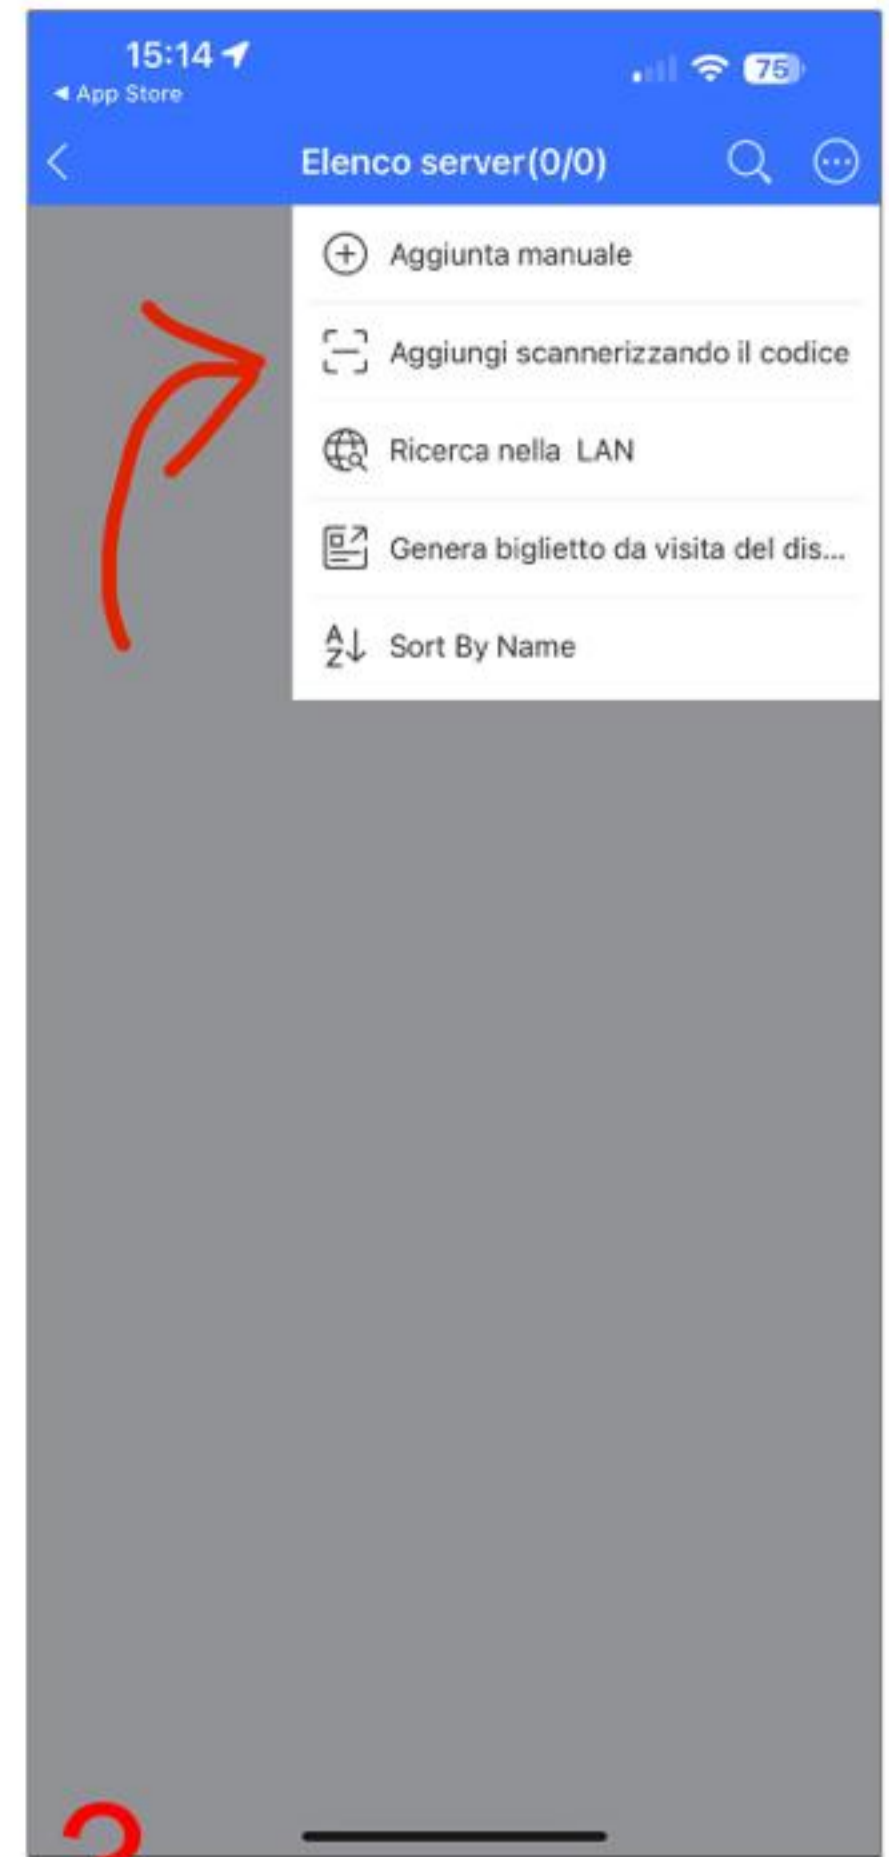 15:14
◀ App Store
75
Elenco server(0/0)
Aggiunta manuale
Aggiungi scannerizzando il codice
Ricerca nella LAN
Genera biglietto da visita del dis...
Sort By Name